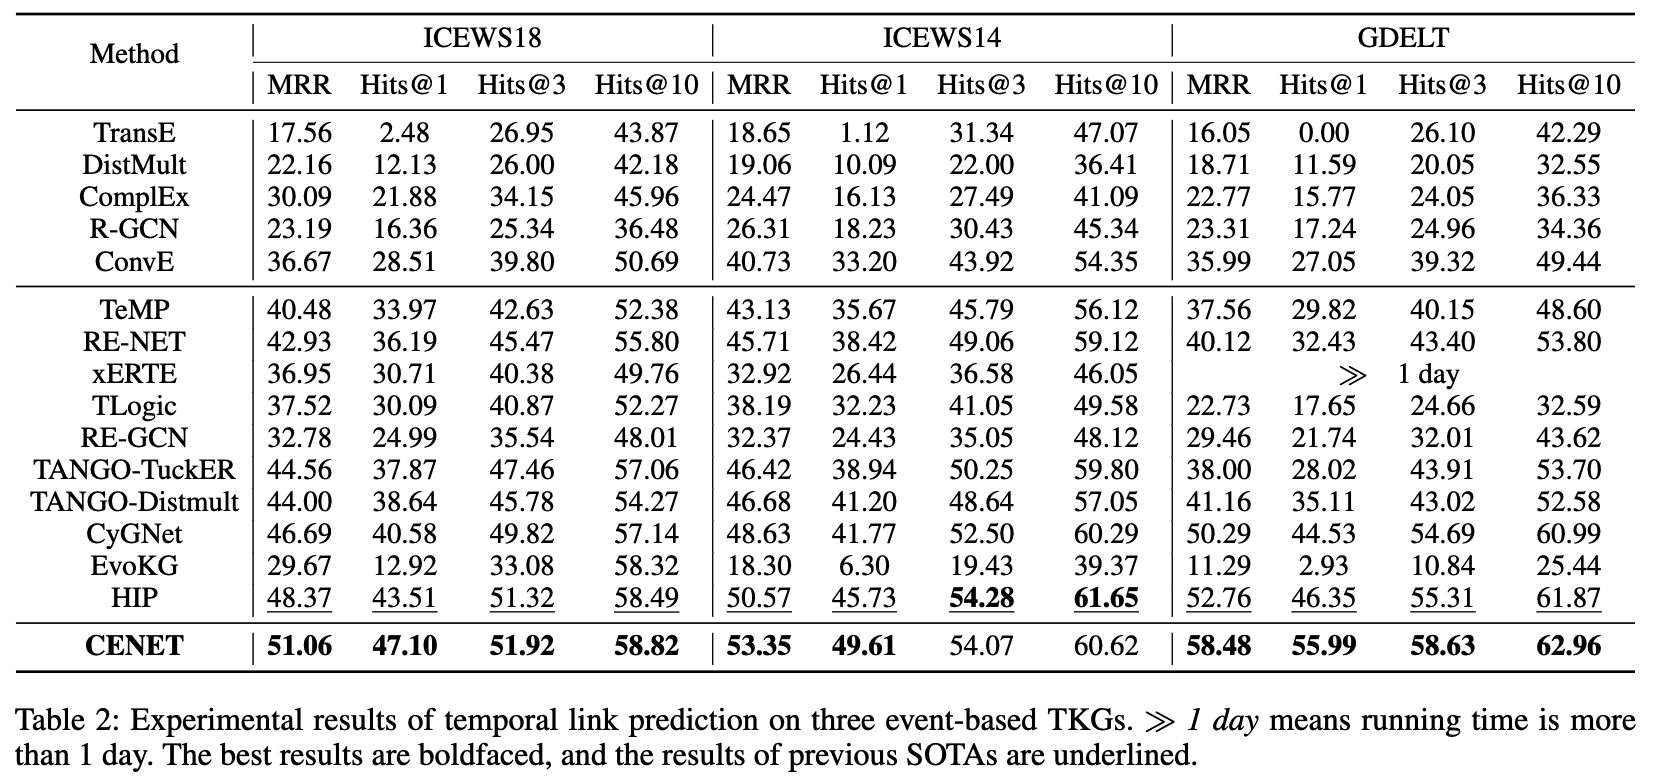 Method ICEWS18 ICEWS14 GDELT
MRR Hits@1 Hits@3 Hits@10 MRR Hits@1 Hits@3 Hits@10 MRR Hits@1 Hits@3 Hits@10
TransE 17.56 2.48 26.95 43.87 18.65 1.12 31.34 47.07 16.05 0.00 26.10 42.29
DistMult 22.16 12.13 26.00 42.18 19.06 10.09 22.00 36.41 18.71 11.59 20.05 32.55
ComplEx 30.09 21.88 34.15 45.96 24.47 16.13 27.49 41.09 22.77 15.77 24.05 36.33
R-GCN 23.19 16.36 25.34 36.48 26.31 18.23 30.43 45.34 23.31 17.24 24.96 34.36
ConvE 36.67 28.51 39.80 50.69 40.73 33.20 43.92 54.35 35.99 27.05 39.32 49.44
TeMP 40.48 33.97 42.63 52.38 43.13 35.67 45.79 56.12 37.56 29.82 40.15 48.60
RE-NET 42.93 36.19 45.47 55.80 45.71 38.42 49.06 59.12 40.12 32.43 43.40 53.80
xERTE 36.95 30.71 40.38 49.76 32.92 26.44 36.58 46.05 ≫ 1 day
TLogic 37.52 30.09 40.87 52.27 38.19 32.23 41.05 49.58 22.73 17.65 24.66 32.59
RE-GCN 32.78 24.99 35.54 48.01 32.37 24.43 35.05 48.12 29.46 21.74 32.01 43.62
TANGO-TuckER 44.56 37.87 47.46 57.06 46.42 38.94 50.25 59.80 38.00 28.02 43.91 53.70
TANGO-Distmult 44.00 38.64 45.78 54.27 46.68 41.20 48.64 57.05 41.16 35.11 43.02 52.58
CyGNet 46.69 40.58 49.82 57.14 48.63 41.77 52.50 60.29 50.29 44.53 54.69 60.99
EvoKG 29.67 12.92 33.08 58.32 18.30 6.30 19.43 39.37 11.29 2.93 10.84 25.44
HIP 48.37 43.51 51.32 58.49 50.57 45.73 54.28 61.65 52.76 46.35 55.31 61.87
CENET 51.06 47.10 51.92 58.82 53.35 49.61 54.07 60.62 58.48 55.99 58.63 62.96
Table 2: Experimental results of temporal link prediction on three event-based TKGs. ≫ 1 day means running time is more
than 1 day. The best results are boldfaced, and the results of previous SOTAs are underlined.